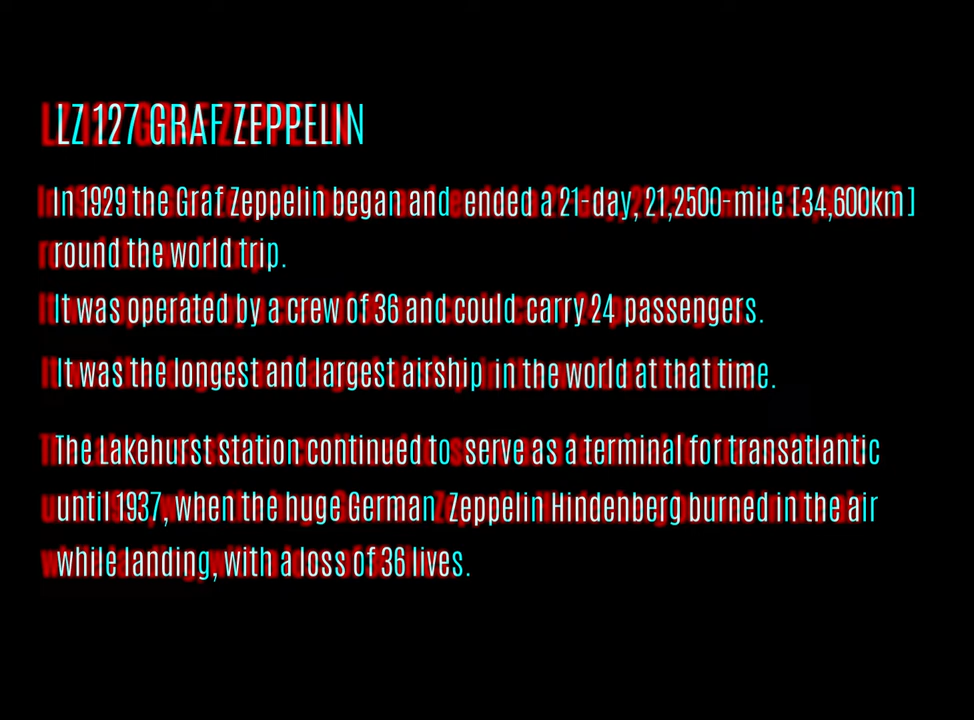 LZ 127 GRAF ZEPPELIN
In 1929 the Graf Zeppelin began and ended a 21-day, 21,2500-mile [34,600km]
round the world trip.
It was operated by a crew of 36 and could carry 24 passengers.
It was the longest and largest airship in the world at that time.
The Lakehurst station continued to serve as a terminal for transatlantic
until 1937, when the huge German Zeppelin Hindenberg burned in the air
while landing, with a loss of 36 lives.